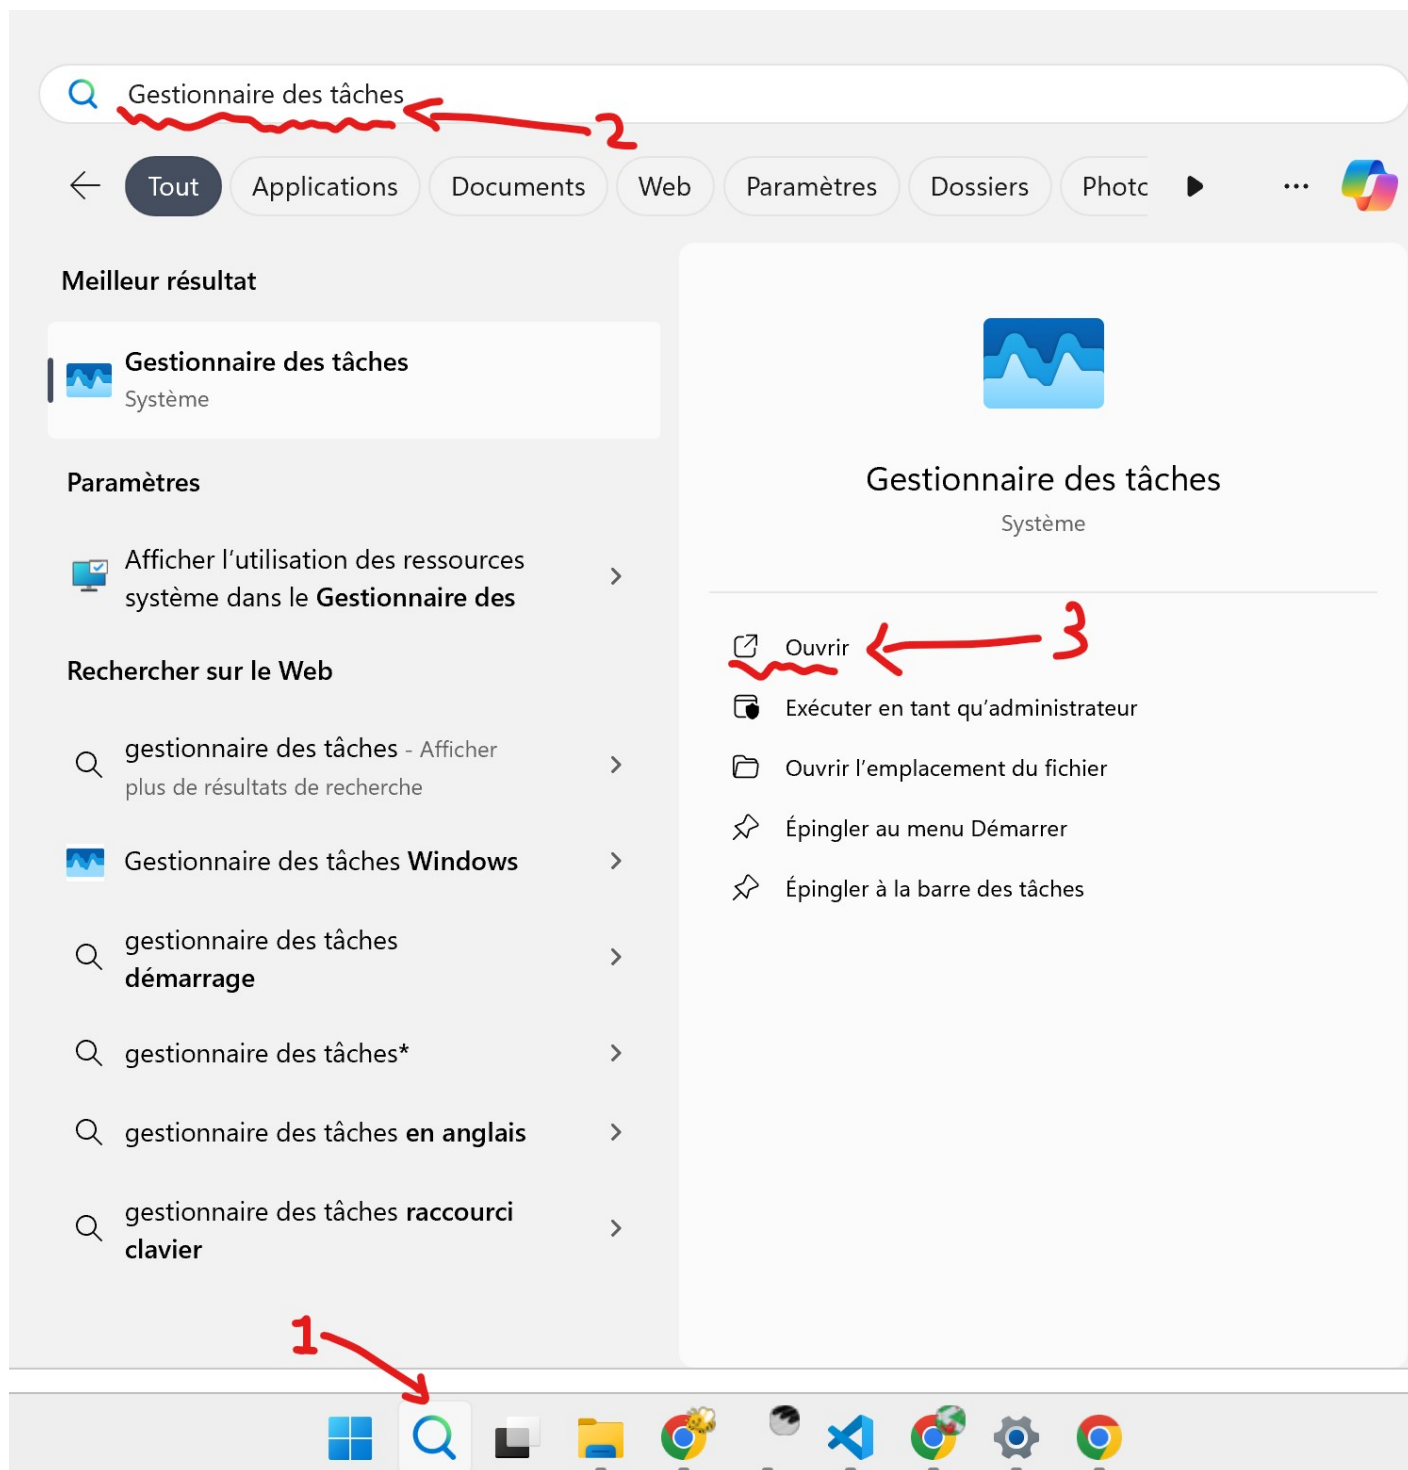 Gestionnaire des tâches
2
Tout Applications Documents Web Paramètres Dossiers Photc
Meilleur résultat
Gestionnaire des tâches
Système
Paramètres
Afficher l'utilisation des ressources
système dans le Gestionnaire des
Rechercher sur le Web
gestionnaire des tâches - Afficher
plus de résultats de recherche
Gestionnaire des tâches Windows
gestionnaire des tâches
démarrage
gestionnaire des tâches*
gestionnaire des tâches en anglais
gestionnaire des tâches raccourci
clavier
Gestionnaire des tâches
Système
Ouvrir
3
Exécuter en tant qu'administrateur
Ouvrir l'emplacement du fichier
Épingler au menu Démarrer
Épingler à la barre des tâches
1